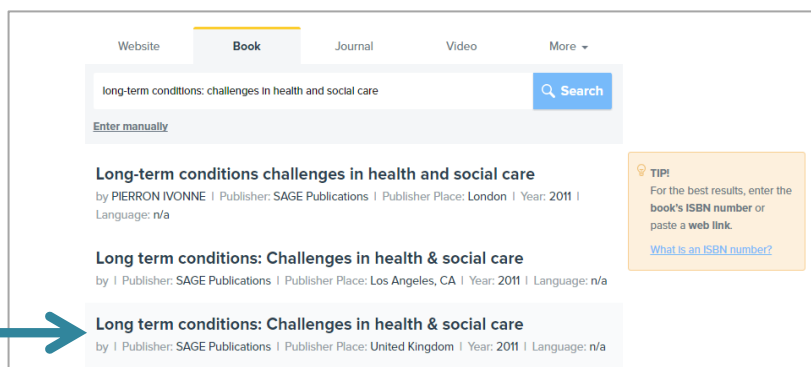 Website Book Journal Video More
long-term conditions: challenges in health and social care Search
Enter manually
Long-term conditions challenges in health and social care
by PIERRON IVONNE | Publisher: SAGE Publications | Publisher Place: London | Year: 2011 |
Language: n/a
Long term conditions: Challenges in health & social care
by | Publisher: SAGE Publications | Publisher Place: Los Angeles, CA | Year: 2011 | Language: n/a
Long term conditions: Challenges in health & social care
by | Publisher: SAGE Publications | Publisher Place: United Kingdom | Year: 2011 | Language: n/a
TIP!
For the best results, enter the
book's ISBN number or
paste a web link.
What is an ISBN number?